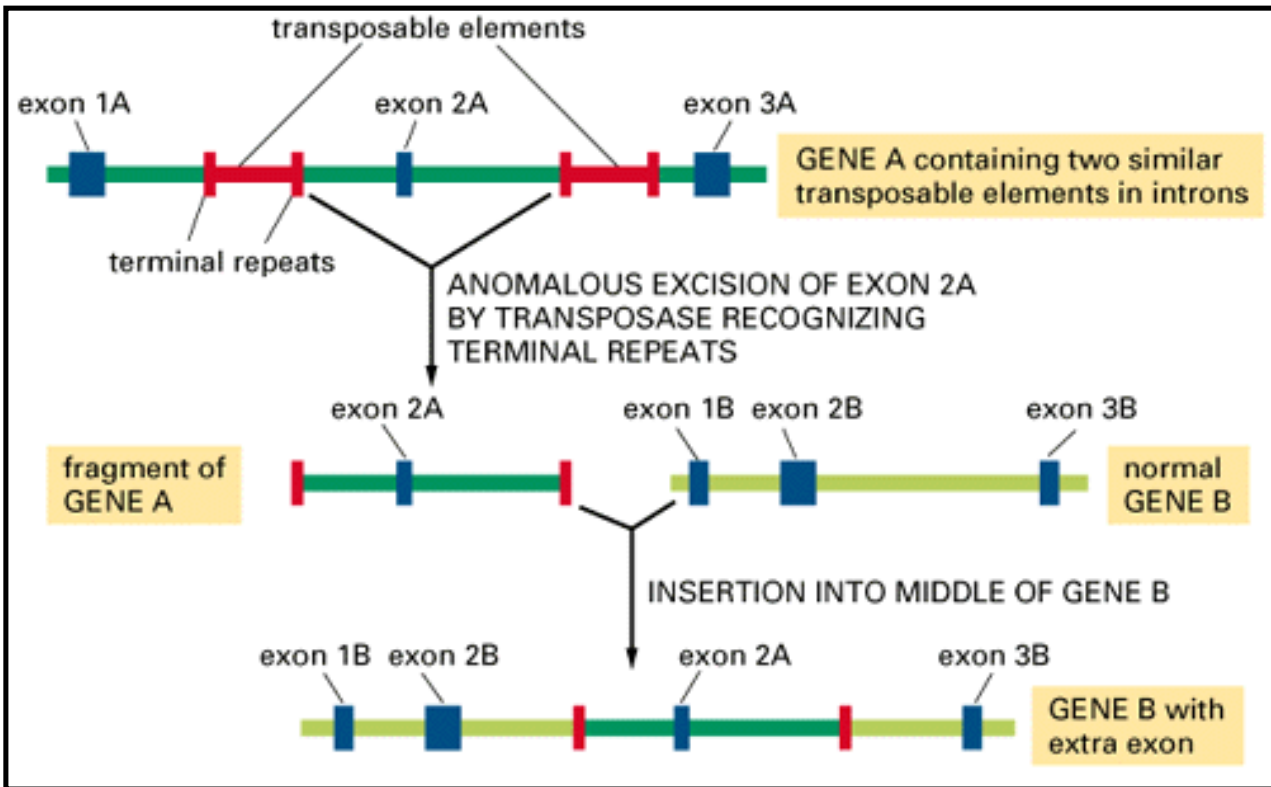 transposable elements
exon 1A
exon 2A
exon 3A
GENE A containing two similar
transposable elements in introns
terminal repeats
ANOMALOUS EXCISION OF EXON 2A
BY TRANSPOSASE RECOGNIZING
TERMINAL REPEATS
exon 2A
exon 1B
exon 2B
exon 3B
fragment of
GENE A
normal
GENE B
INSERTION INTO MIDDLE OF GENE B
exon 1B
exon 2B
exon 2A
exon 3B
GENE B with
extra exon